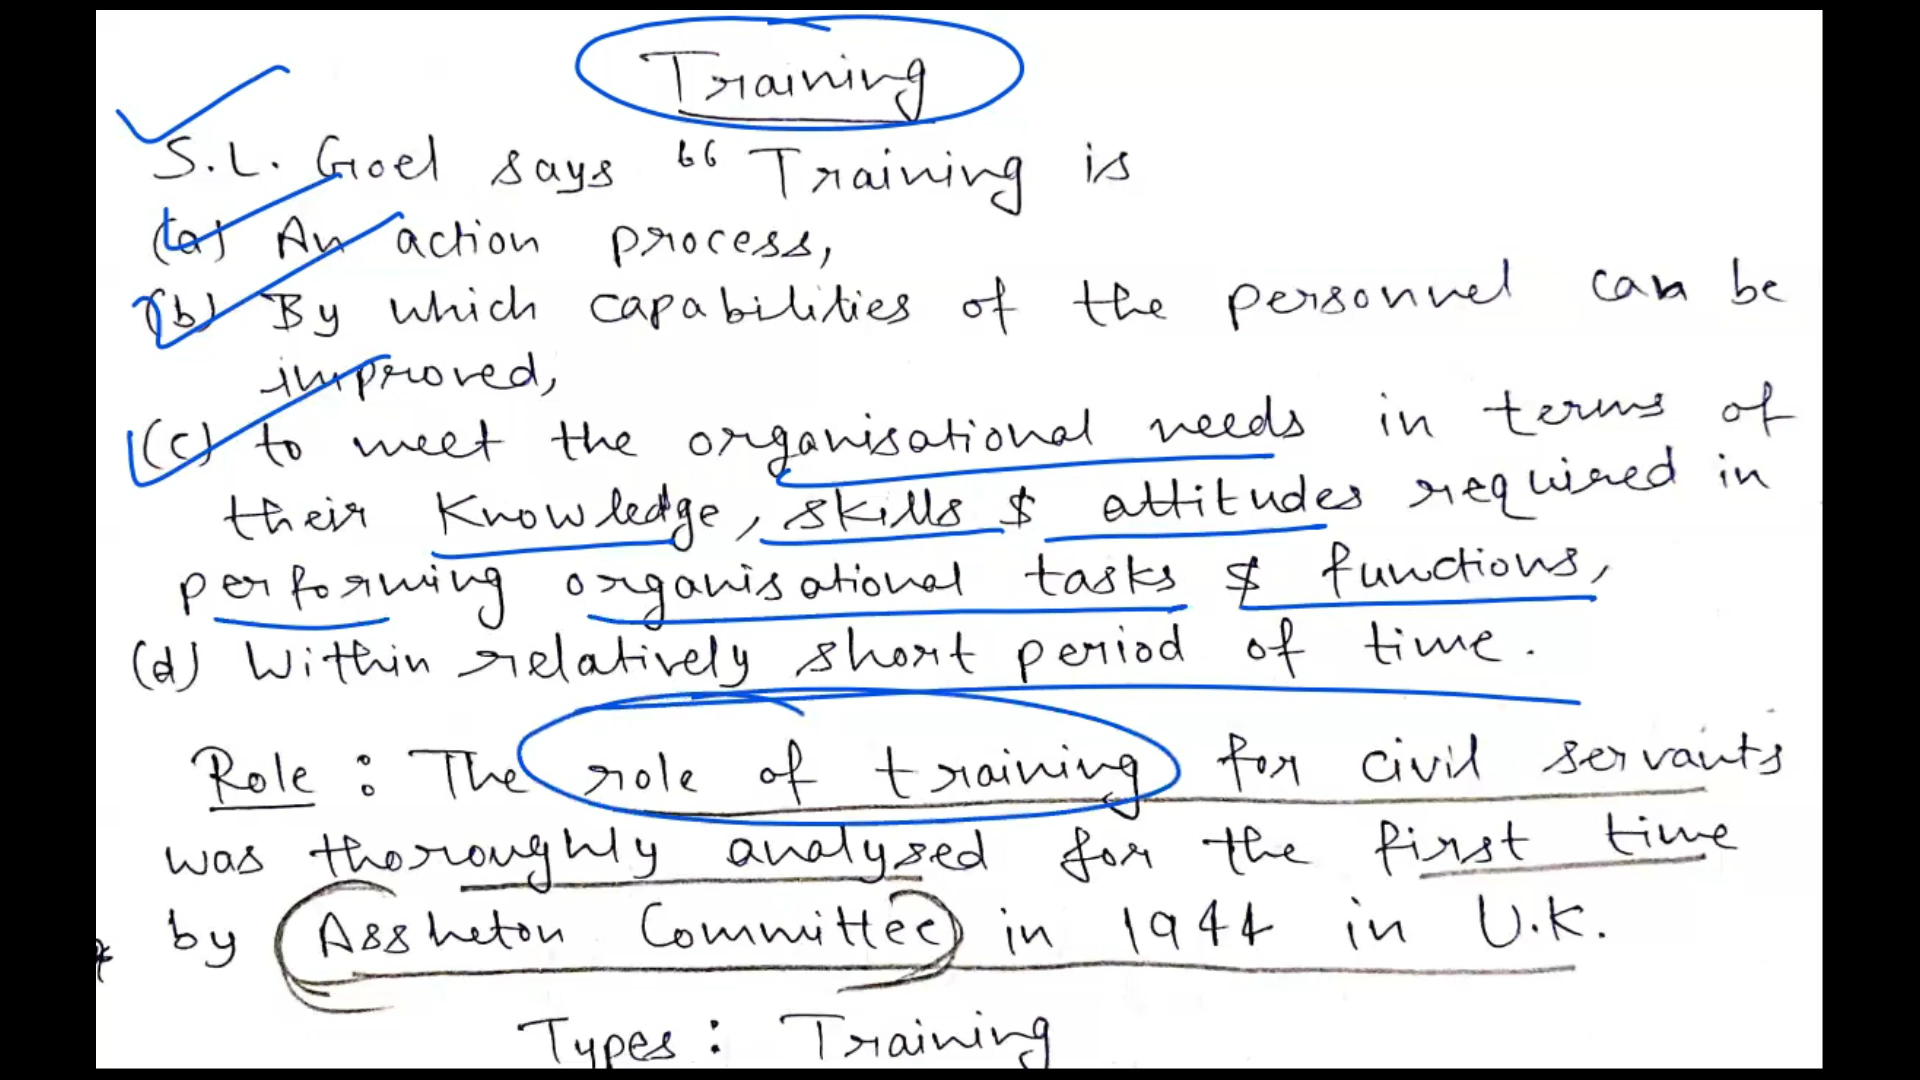 Training
S.L. Goel says “ Training is
(a) An action process,
(b) By which capabilities of the personnel can be
improved,
(c) to meet the organisational needs in terms of
their Knowledge, skills & attitudes required in
performing organisational tasks & functions,
(d) Within relatively short period of time.
Role : The role of training for civil servants
was thoroughly analysed for the first time
by Assheton Committee in 1944 in U.K.
Types : Training